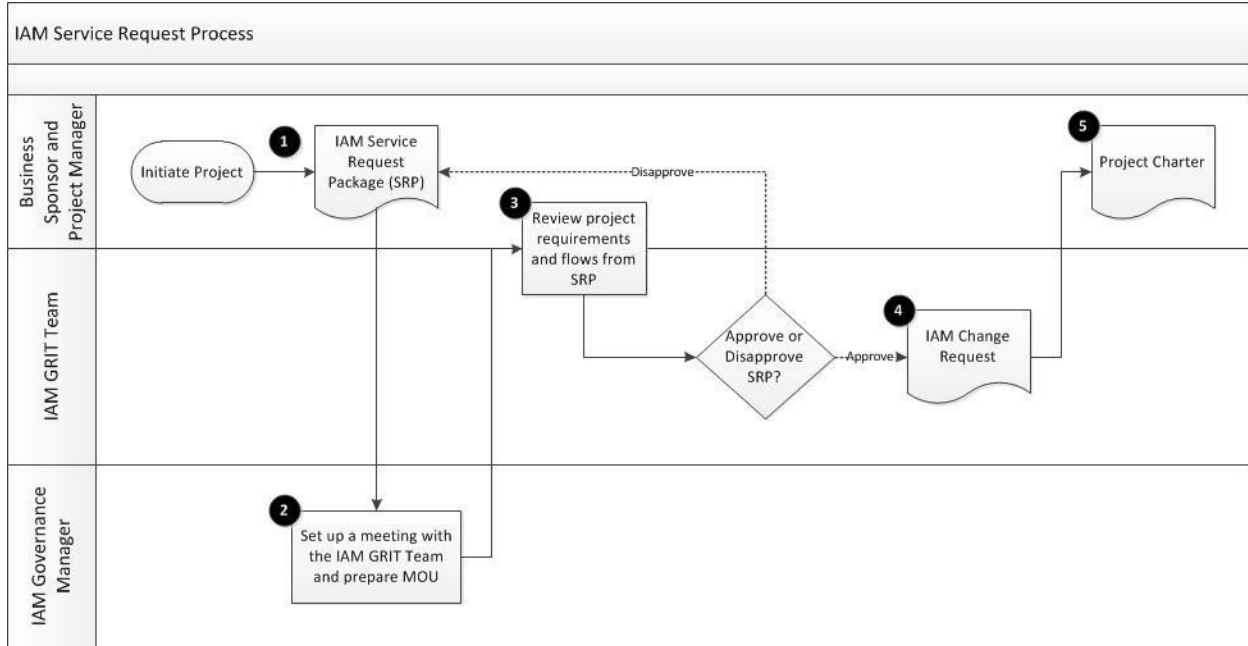 IAM Service Request Process
Business
Sponsor and
Project Manager
Initiate Project
1
IAM Service
Request
Package (SRP)
Disapprove
3
Review project
requirements
and flows from
SRP
5
Project Charter
IAM GRIT Team
Approve or
Disapprove
SRP?
Approve
4
IAM Change
Request
IAM Governance
Manager
2
Set up a meeting with
the IAM GRIT Team
and prepare MOU